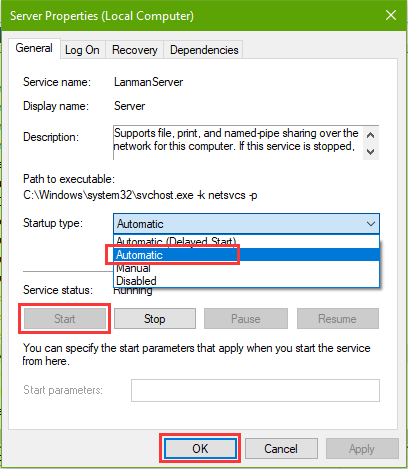 Server Properties (Local Computer)
General Log On Recovery Dependencies
Service name: LanmanServer
Display name: Server
Description: Supports file, print, and named-pipe sharing over the
network for this computer. If this service is stopped,
Path to executable:
C:\Windows\system32\svchost.exe -k netsvcs -p
Startup type: Automatic
Automatic (Delayed Start)
Automatic
Manual
Disabled
Service status: Running
Start Stop Pause Resume
You can specify the start parameters that apply when you start the service
from here.
Start parameters:
OK Cancel Apply